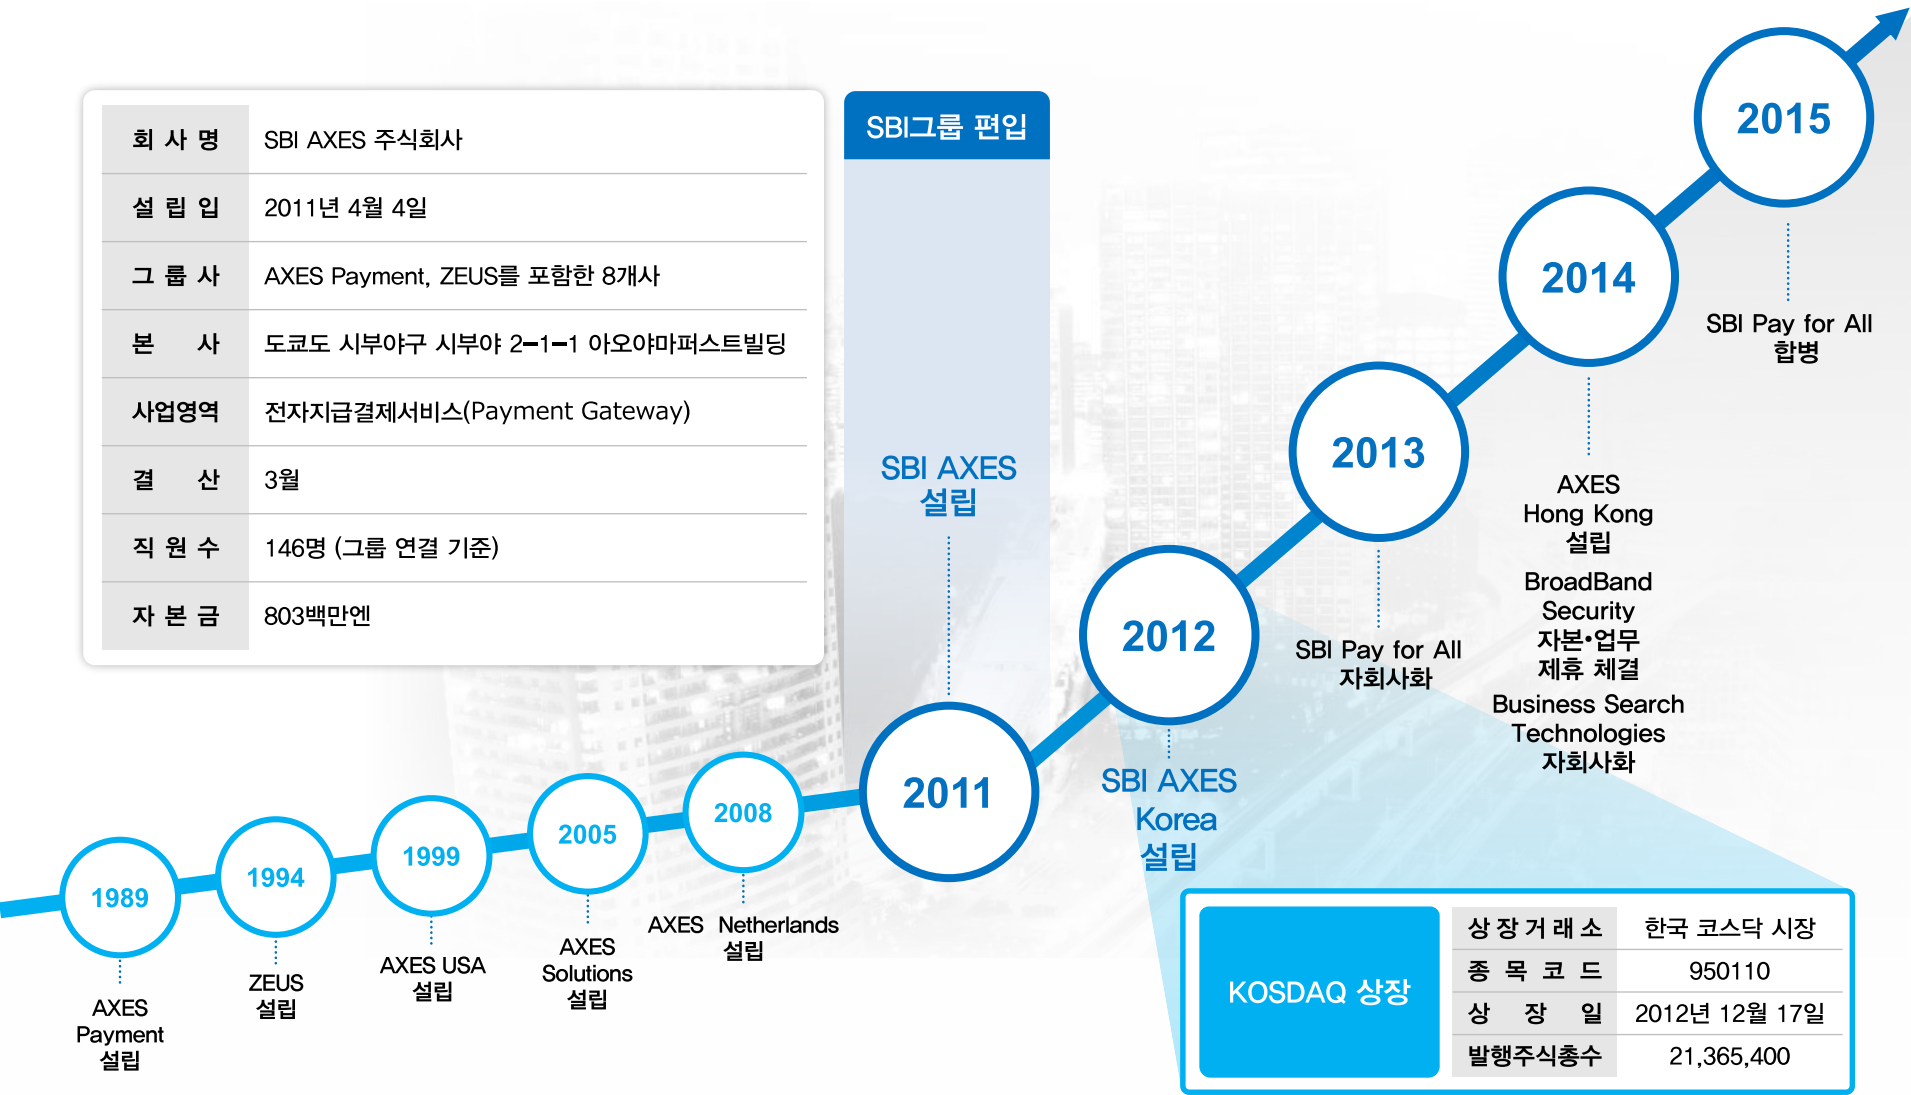 회사명 SBI AXES 주식회사
설립입 2011년 4월 4일
그룹사 AXES Payment, ZEUS를 포함한 8개사
본 사 도쿄도 시부야구 시부야 2-1-1 아오야마퍼스트빌딩
사업영역 전자지급결제서비스(Payment Gateway)
결 산 3월
직원수 146명 (그룹 연결 기준)
자본금 803백만엔
SBI그룹 편입
SBI AXES
설립
1989
AXES
Payment
설립
1994
ZEUS
설립
1999
AXES USA
설립
2005
AXES
Solutions
설립
2008
AXES Netherlands
설립
2011
2012
SBI AXES
Korea
설립
2013
SBI Pay for All
자회사화
2014
AXES
Hong Kong
설립
BroadBand
Security
자본•업무
제휴 체결
Business Search
Technologies
자회사화
2015
SBI Pay for All
합병
KOSDAQ 상장
상장거래소 한국 코스닥 시장
종목코드 950110
상장일 2012년 12월 17일
발행주식총수 21,365,400